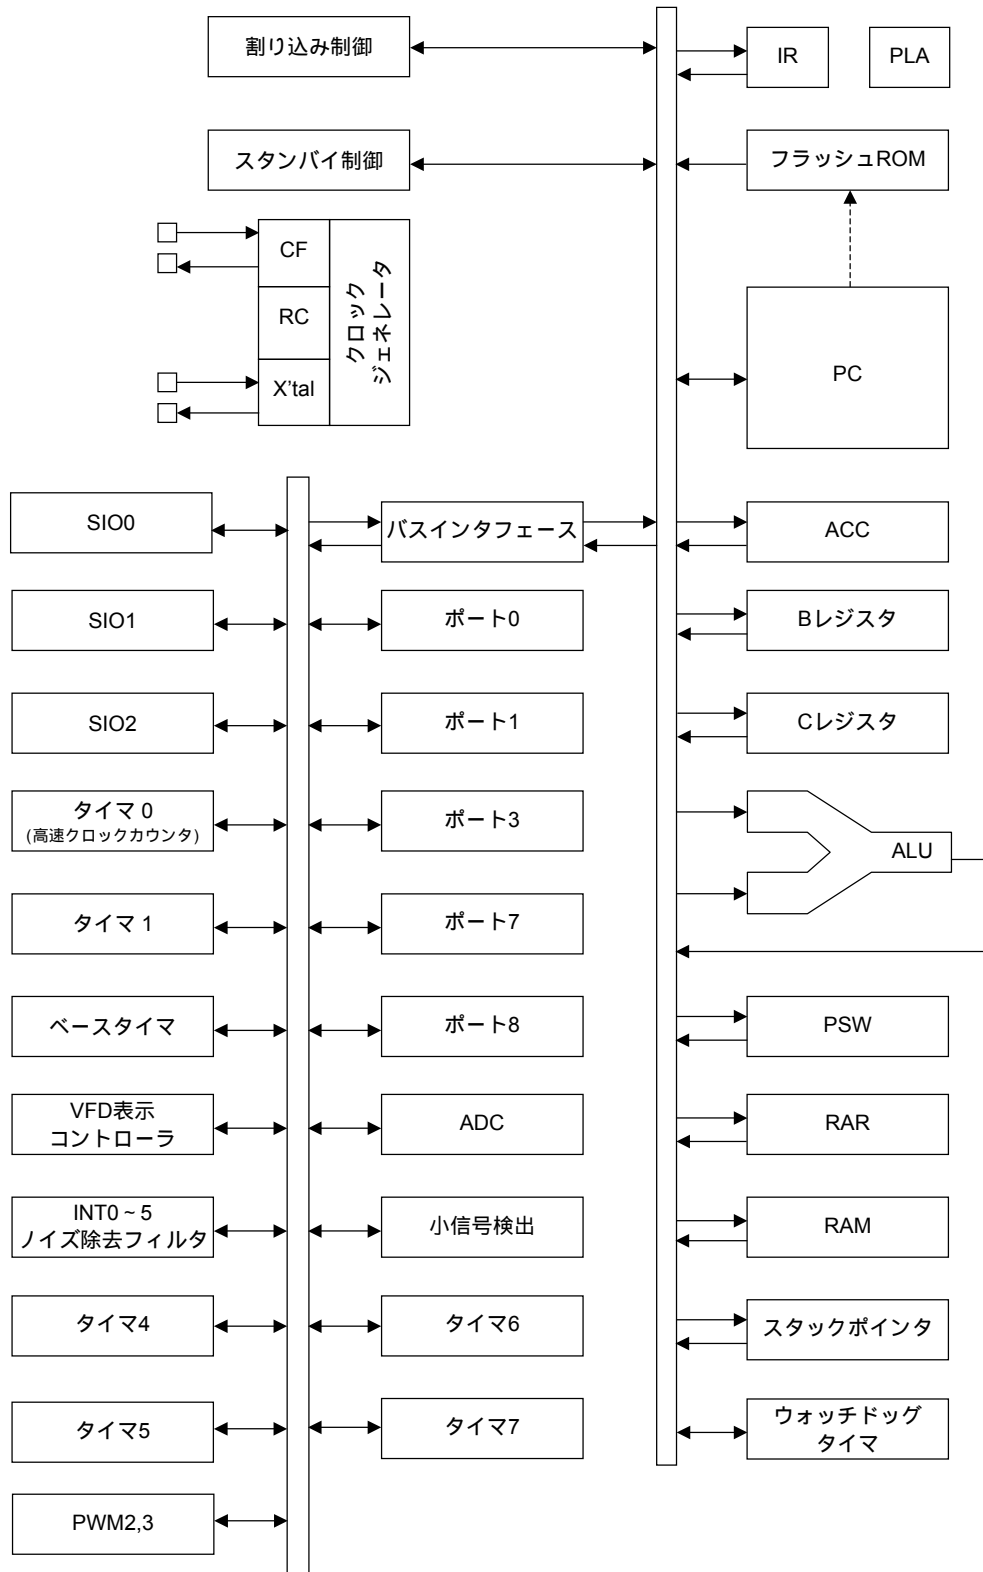 割り込み制御
IR
PLA
スタンバイ制御
フラッシュROM
CF
RC
X'tal
クロック
ジェネレータ
PC
SIO0
バスインタフェース
ACC
SIO1
ポート0
Bレジスタ
SIO2
ポート1
Cレジスタ
タイマ 0
(高速クロックカウンタ)
ポート3
ALU
タイマ 1
ポート7
ベースタイマ
ポート8
PSW
VFD表示
コントローラ
ADC
RAR
INT0 ~ 5
ノイズ除去フィルタ
小信号検出
RAM
タイマ4
タイマ6
スタックポインタ
タイマ5
タイマ7
ウォッチドッグ
タイマ
PWM2,3